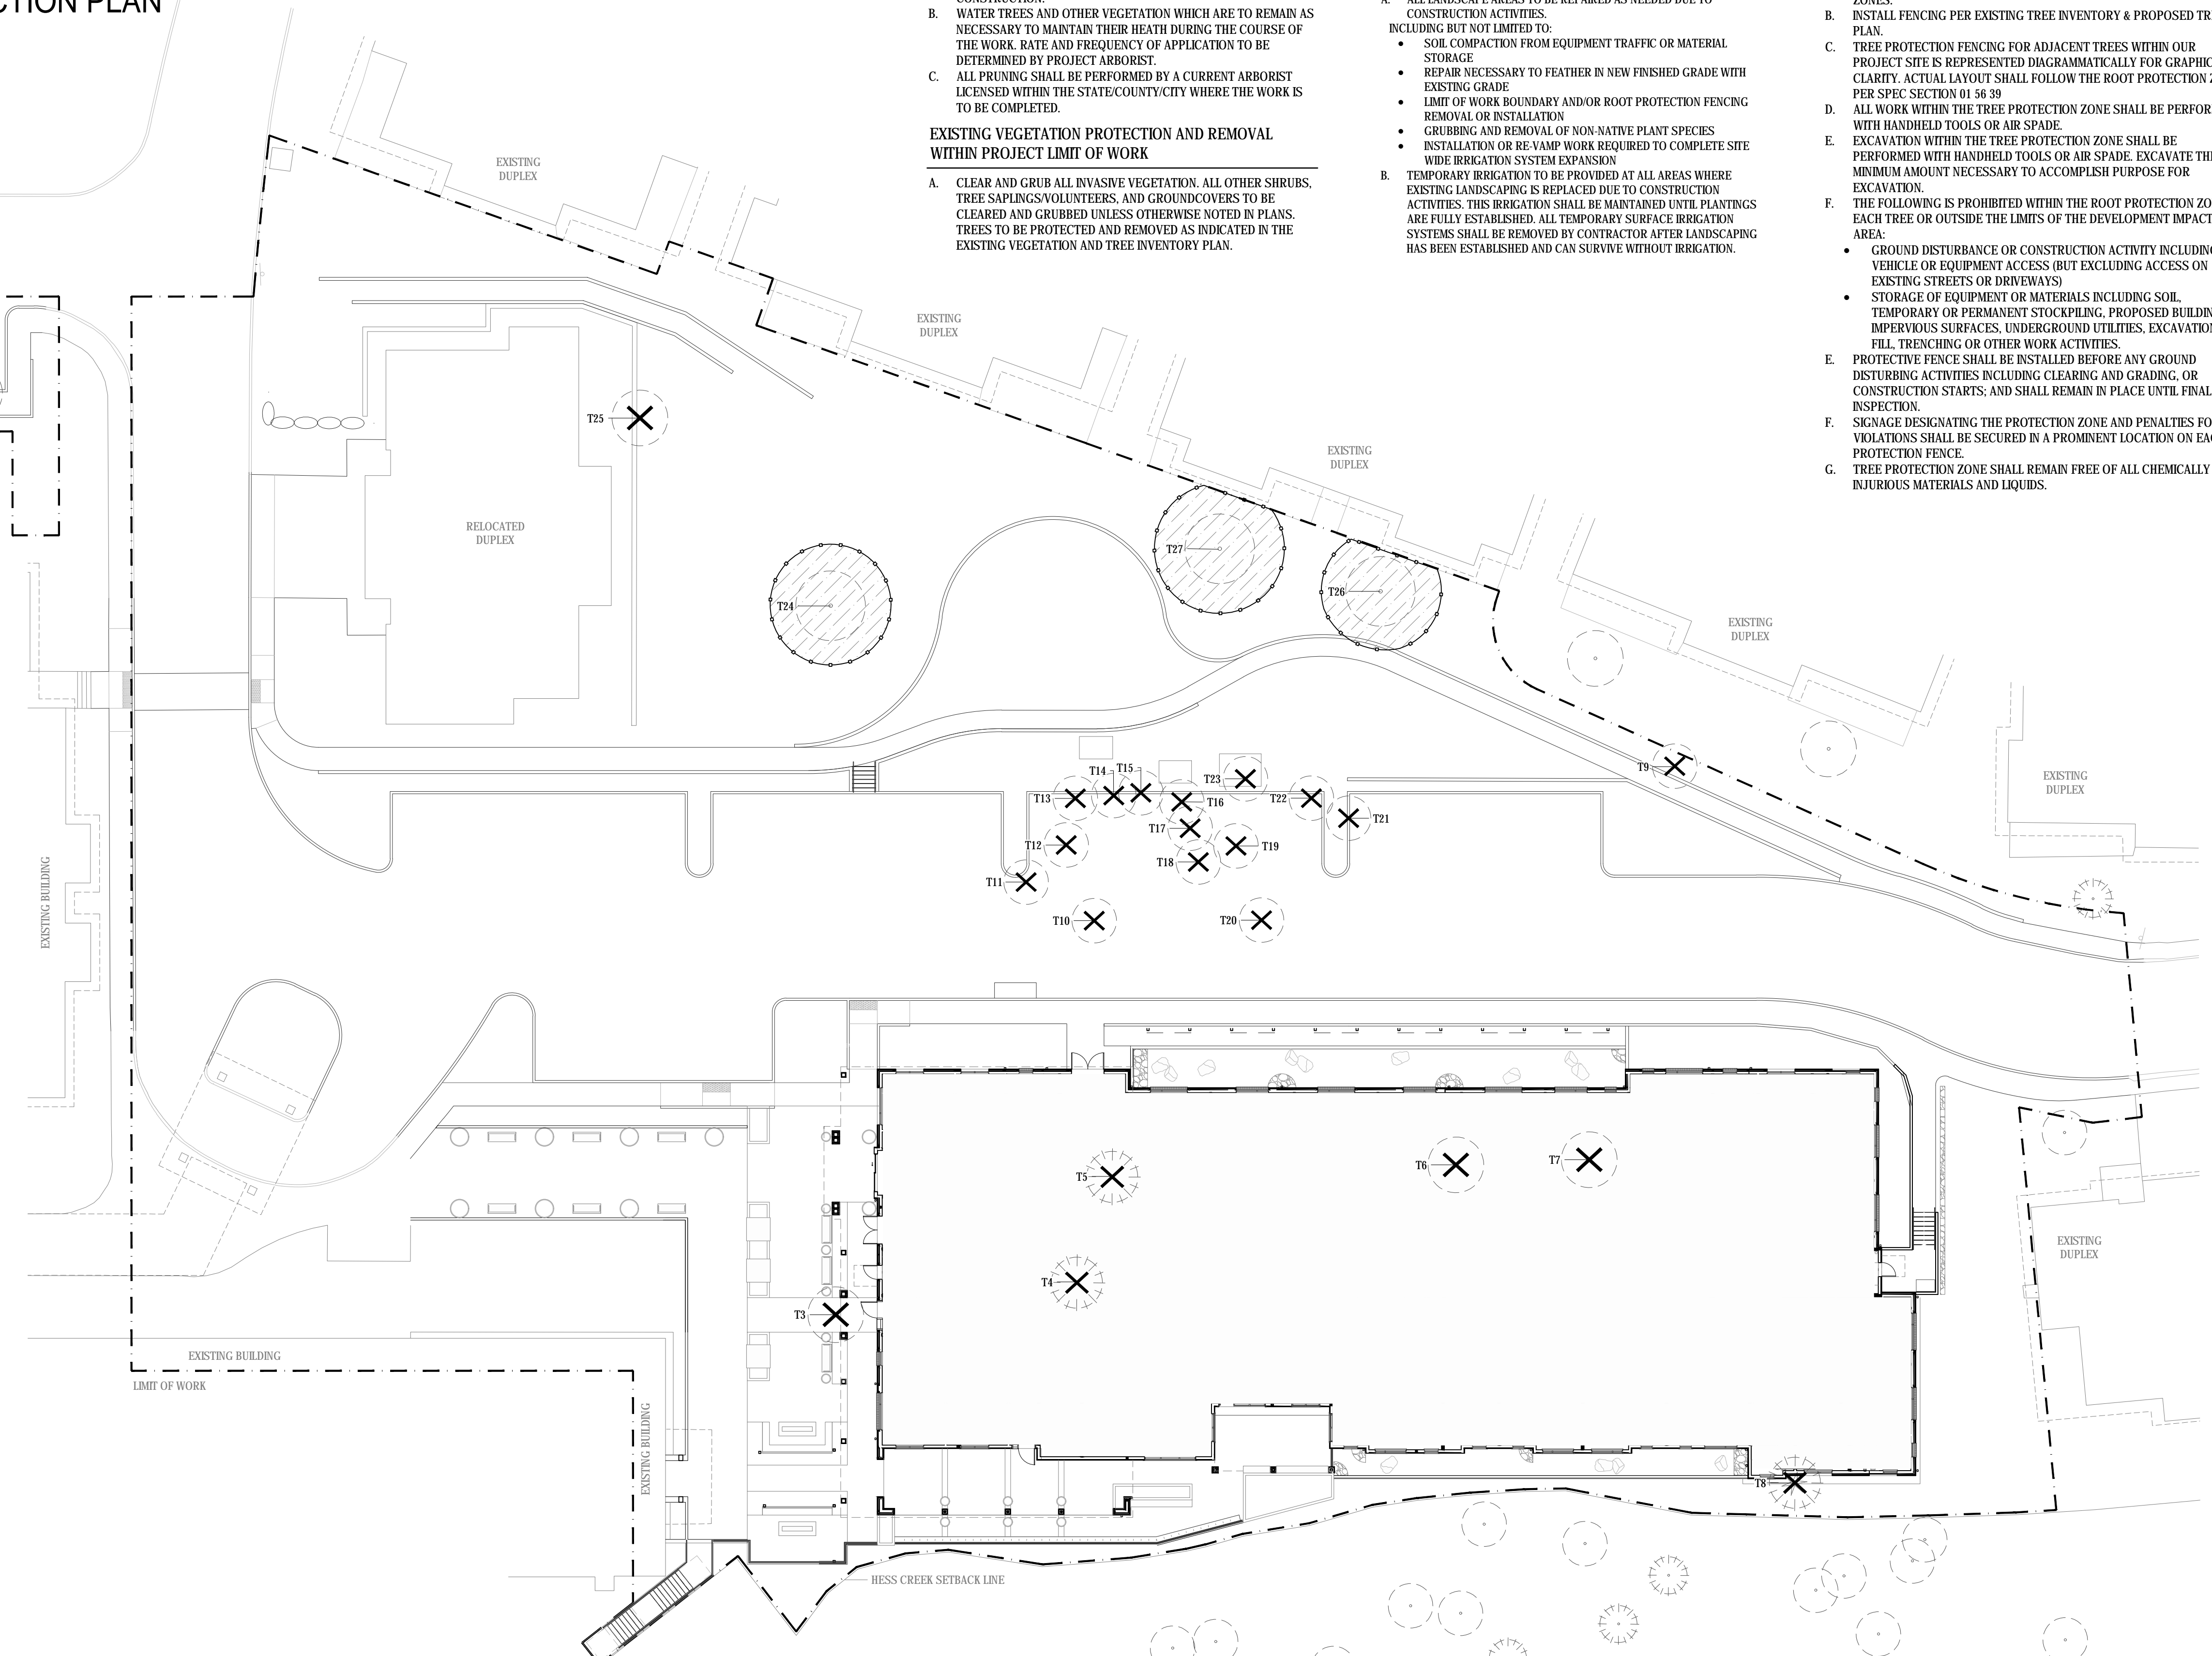 CTION PLAN
CONSTRUCTION.
B. WATER TREES AND OTHER VEGETATION WHICH ARE TO REMAIN AS
NECESSARY TO MAINTAIN THEIR HEATH DURING THE COURSE OF
THE WORK. RATE AND FREQUENCY OF APPLICATION TO BE
DETERMINED BY PROJECT ARBORIST.
C. ALL PRUNING SHALL BE PERFORMED BY A CURRENT ARBORIST
LICENSED WITHIN THE STATE/COUNTY/CITY WHERE THE WORK IS
TO BE COMPLETED.
EXISTING VEGETATION PROTECTION AND REMOVAL
WITHIN PROJECT LIMIT OF WORK
A. CLEAR AND GRUB ALL INVASIVE VEGETATION. ALL OTHER SHRUBS,
TREE SAPLINGS/VOLUNTEERS, AND GROUNDCOVERS TO BE
CLEARED AND GRUBBED UNLESS OTHERWISE NOTED IN PLANS.
TREES TO BE PROTECTED AND REMOVED AS INDICATED IN THE
EXISTING VEGETATION AND TREE INVENTORY PLAN.
A. ALL LANDSCAPE AREAS TO BE REPAIRED AS NEEDED DUE TO
CONSTRUCTION ACTIVITIES.
INCLUDING BUT NOT LIMITED TO:
• SOIL COMPACTION FROM EQUIPMENT TRAFFIC OR MATERIAL
STORAGE
• REPAIR NECESSARY TO FEATHER IN NEW FINISHED GRADE WITH
EXISTING GRADE
• LIMIT OF WORK BOUNDARY AND/OR ROOT PROTECTION FENCING
REMOVAL OR INSTALLATION
• GRUBBING AND REMOVAL OF NON-NATIVE PLANT SPECIES
• INSTALLATION OR RE-VAMP WORK REQUIRED TO COMPLETE SITE
WIDE IRRIGATION SYSTEM EXPANSION
B. TEMPORARY IRRIGATION TO BE PROVIDED AT ALL AREAS WHERE
EXISTING LANDSCAPING IS REPLACED DUE TO CONSTRUCTION
ACTIVITIES. THIS IRRIGATION SHALL BE MAINTAINED UNTIL PLANTINGS
ARE FULLY ESTABLISHED. ALL TEMPORARY SURFACE IRRIGATION
SYSTEMS SHALL BE REMOVED BY CONTRACTOR AFTER LANDSCAPING
HAS BEEN ESTABLISHED AND CAN SURVIVE WITHOUT IRRIGATION.
ZONES.
B. INSTALL FENCING PER EXISTING TREE INVENTORY & PROPOSED TR
PLAN.
C. TREE PROTECTION FENCING FOR ADJACENT TREES WITHIN OUR
PROJECT SITE IS REPRESENTED DIAGRAMMATICALLY FOR GRAPHIC
CLARITY. ACTUAL LAYOUT SHALL FOLLOW THE ROOT PROTECTION
PER SPEC SECTION 01 56 39
D. ALL WORK WITHIN THE TREE PROTECTION ZONE SHALL BE PERFOR
WITH HANDHELD TOOLS OR AIR SPADE.
E. EXCAVATION WITHIN THE TREE PROTECTION ZONE SHALL BE
PERFORMED WITH HANDHELD TOOLS OR AIR SPADE. EXCAVATE TH
MINIMUM AMOUNT NECESSARY TO ACCOMPLISH PURPOSE FOR
EXCAVATION.
F. THE FOLLOWING IS PROHIBITED WITHIN THE ROOT PROTECTION ZO
EACH TREE OR OUTSIDE THE LIMITS OF THE DEVELOPMENT IMPACT
AREA:
• GROUND DISTURBANCE OR CONSTRUCTION ACTIVITY INCLUDING
VEHICLE OR EQUIPMENT ACCESS (BUT EXCLUDING ACCESS ON
EXISTING STREETS OR DRIVEWAYS)
• STORAGE OF EQUIPMENT OR MATERIALS INCLUDING SOIL,
TEMPORARY OR PERMANENT STOCKPILING, PROPOSED BUILDIN
IMPERVIOUS SURFACES, UNDERGROUND UTILITIES, EXCAVATION
FILL, TRENCHING OR OTHER WORK ACTIVITIES.
E. PROTECTIVE FENCE SHALL BE INSTALLED BEFORE ANY GROUND
DISTURBING ACTIVITIES INCLUDING CLEARING AND GRADING, OR
CONSTRUCTION STARTS; AND SHALL REMAIN IN PLACE UNTIL FINAL
INSPECTION.
F. SIGNAGE DESIGNATING THE PROTECTION ZONE AND PENALTIES FO
VIOLATIONS SHALL BE SECURED IN A PROMINENT LOCATION ON EA
PROTECTION FENCE.
G. TREE PROTECTION ZONE SHALL REMAIN FREE OF ALL CHEMICALLY
INJURIOUS MATERIALS AND LIQUIDS.
EXISTING
DUPLEX
EXISTING
DUPLEX
T25
EXISTING
DUPLEX
RELOCATED
DUPLEX
T27
T26
T24
EXISTING
DUPLEX
T9
EXISTING
DUPLEX
T14
T15
T23
T13
T16
T22
T21
T17
T12
T19
T18
T11
T10
T20
EXISTING BUILDING
T5
T6
T7
EXISTING
DUPLEX
T4
T3
EXISTING BUILDING
LIMIT OF WORK
EXISTING BUILDING
T8
HESS CREEK SETBACK LINE